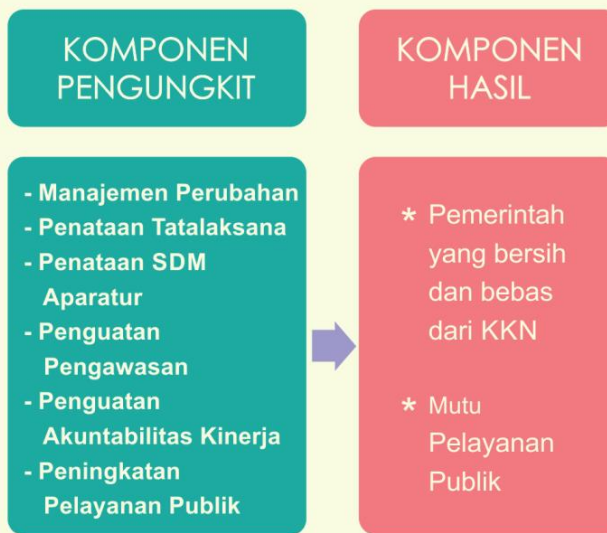 KOMPONEN
PENGUNGKIT
KOMPONEN
HASIL
- Manajemen Perubahan
- Penataan Tatalaksana
- Penataan SDM
Aparatur
- Penguatan
Pengawasan
- Penguatan
Akuntabilitas Kinerja
- Peningkatan
Pelayanan Publik
* Pemerintah
yang bersih
dan bebas
dari KKN
* Mutu
Pelayanan
Publik